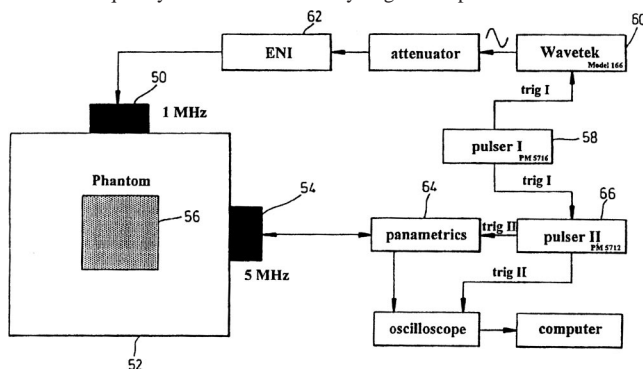 62
60
ENI
attenuator
Wavetek
Model 166
50
1 MHz
trig I
pulser I
PM 5716
58
Phantom
trig I
54
64
66
56
panametrics
trig II
pulser II
PM 5712
5 MHz
trig II
oscilloscope
computer
52